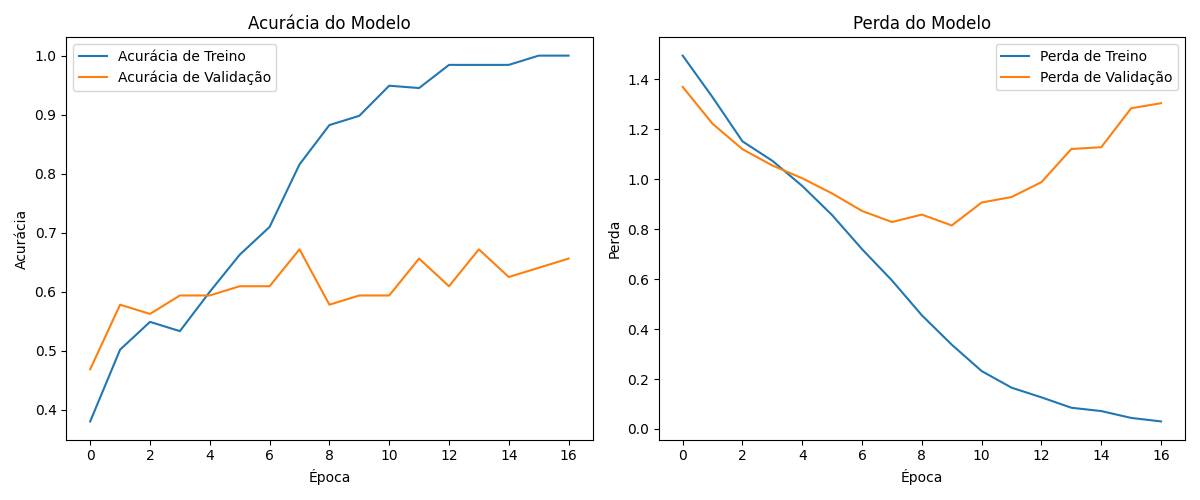 Acurácia do Modelo
Acurácia de Treino
Acurácia de Validação
1.0
0.9
0.8
0.7
0.6
0.5
0.4
Acurácia
0 2 4 6 8 10 12 14 16
Época
Perda do Modelo
Perda de Treino
Perda de Validação
1.4
1.2
1.0
0.8
0.6
0.4
0.2
0.0
Perda
0 2 4 6 8 10 12 14 16
Época